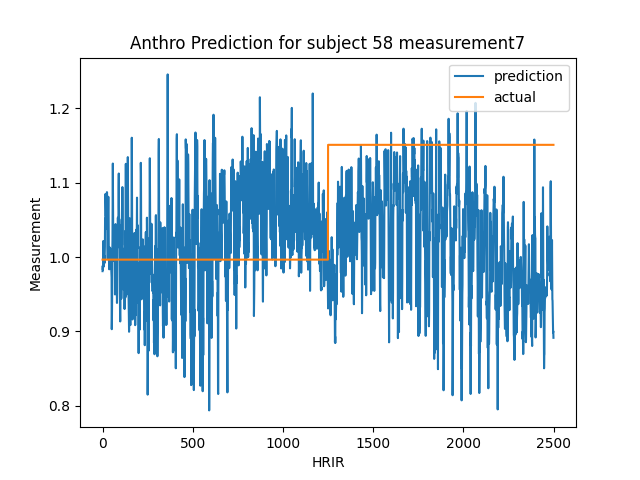 Anthro Prediction for subject 58 measurement7
prediction
actual
1.2
1.1
1.0
0.9
0.8
Measurement
0
500
1000
1500
2000
2500
HRIR